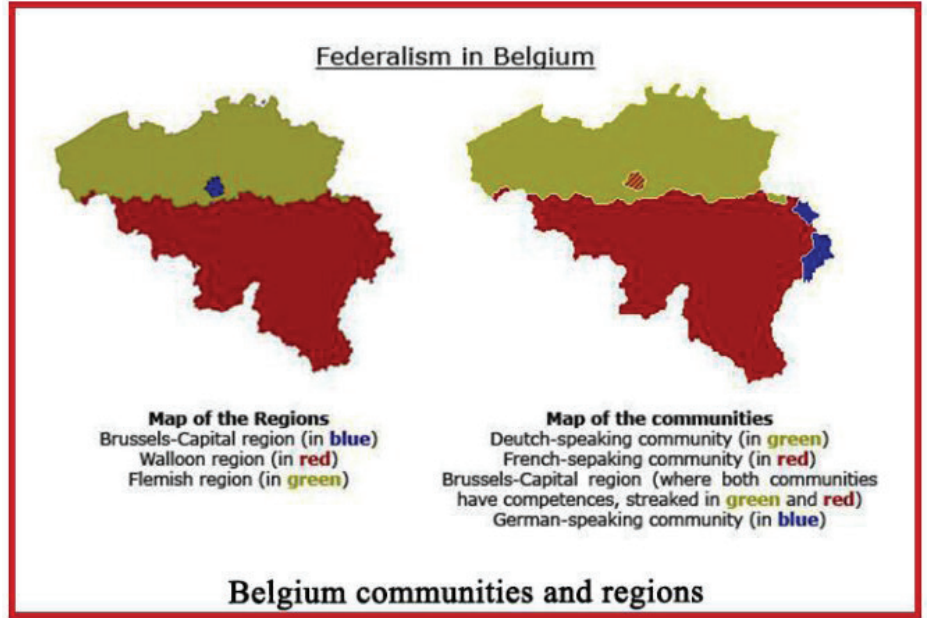 Federalism in Belgium
Map of the Regions
Brussels-Capital region (in blue)
Walloon region (in red)
Flemish region (in green)
Map of the communities
Deutch-speaking community (in green)
French-sepaking community (in red)
Brussels-Capital region (where both communities
have competences, streaked in green and red)
German-speaking community (in blue)
Belgium communities and regions